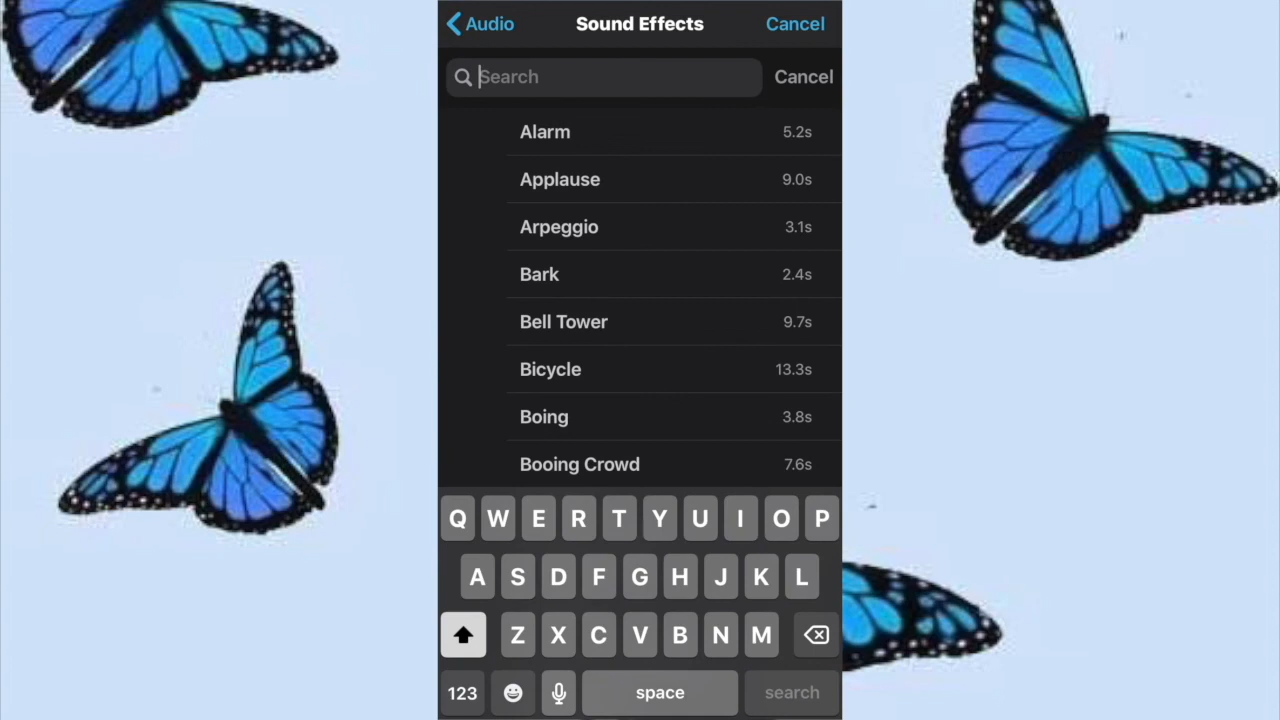 Audio Sound Effects Cancel
Search Cancel
Alarm 5.2s
Applause 9.0s
Arpeggio 3.1s
Bark 2.4s
Bell Tower 9.7s
Bicycle 13.3s
Boing 3.8s
Booing Crowd 7.6s
Q W E R T Y U I O P
A S D F G H J K L
Z X C V B N M
123 space search